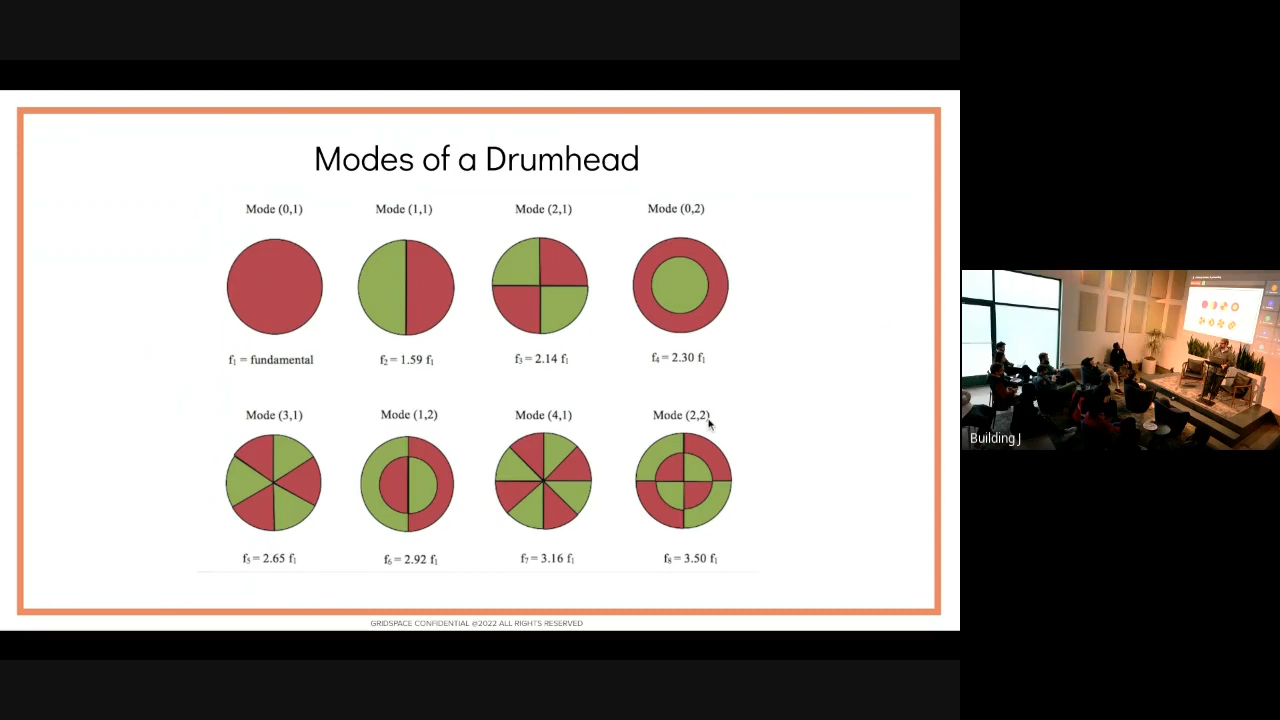 Modes of a Drumhead
Mode (0,1)
Mode (1,1)
Mode (2,1)
Mode (0,2)
f₁ = fundamental
f₂ = 1.59 f₁
f₃ = 2.14 f₁
f₄ = 2.30 f₁
Mode (3,1)
Mode (1,2)
Mode (4,1)
Mode (2,2)
f₅ = 2.65 f₁
f₆ = 2.92 f₁
f₇ = 3.16 f₁
f₈ = 3.50 f₁
GRIDSPACE CONFIDENTIAL @2022 ALL RIGHTS RESERVED
Building J